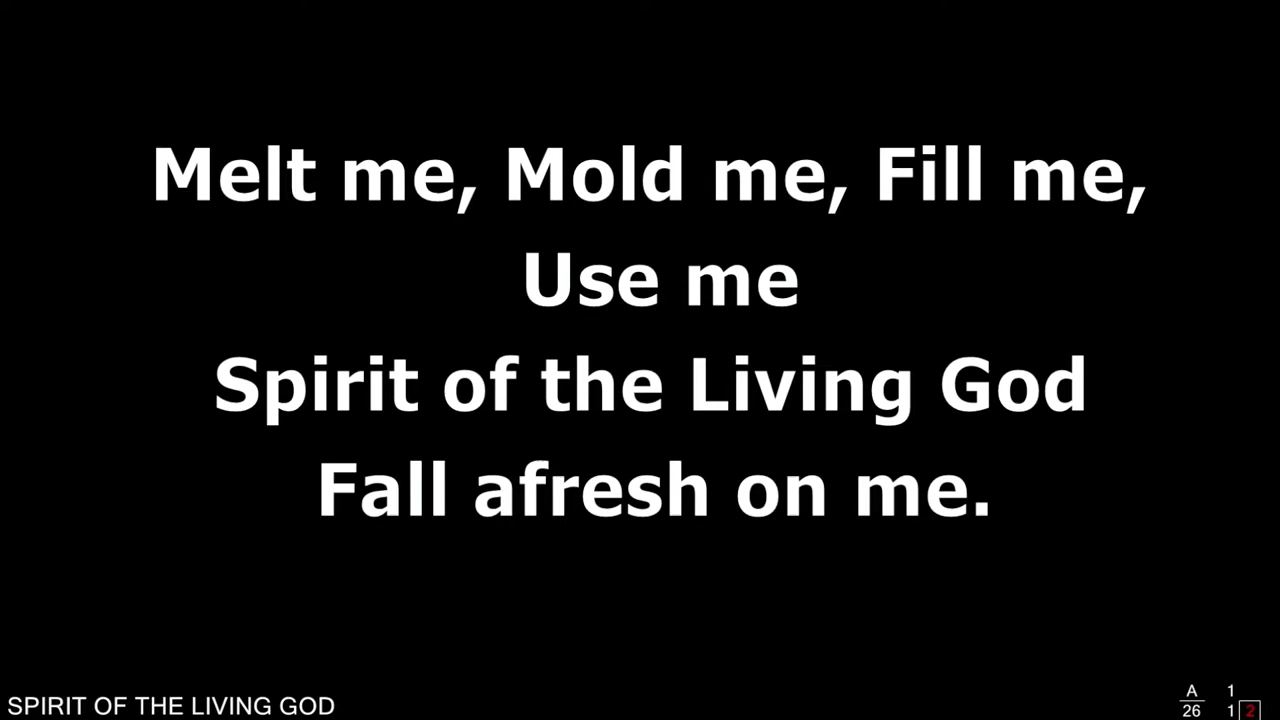 Melt me, Mold me, Fill me,
Use me
Spirit of the Living God
Fall afresh on me.
SPIRIT OF THE LIVING GOD
A 1
26 1 2